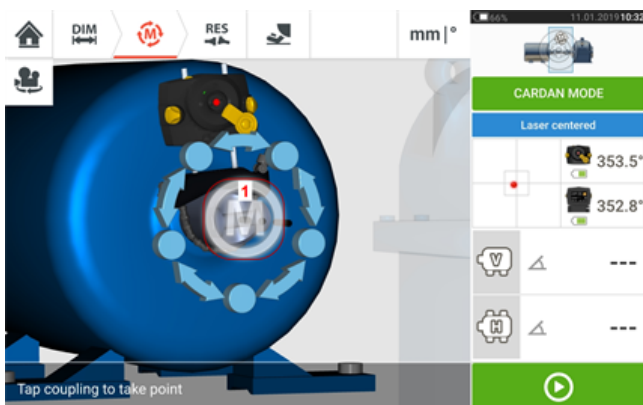 66% 11.01.2019 10:32
DIM
M
RES
mm|°
CARDAN MODE
Laser centered
353.5°
352.8°
1
M
V ---
H ---
Tap coupling to take point